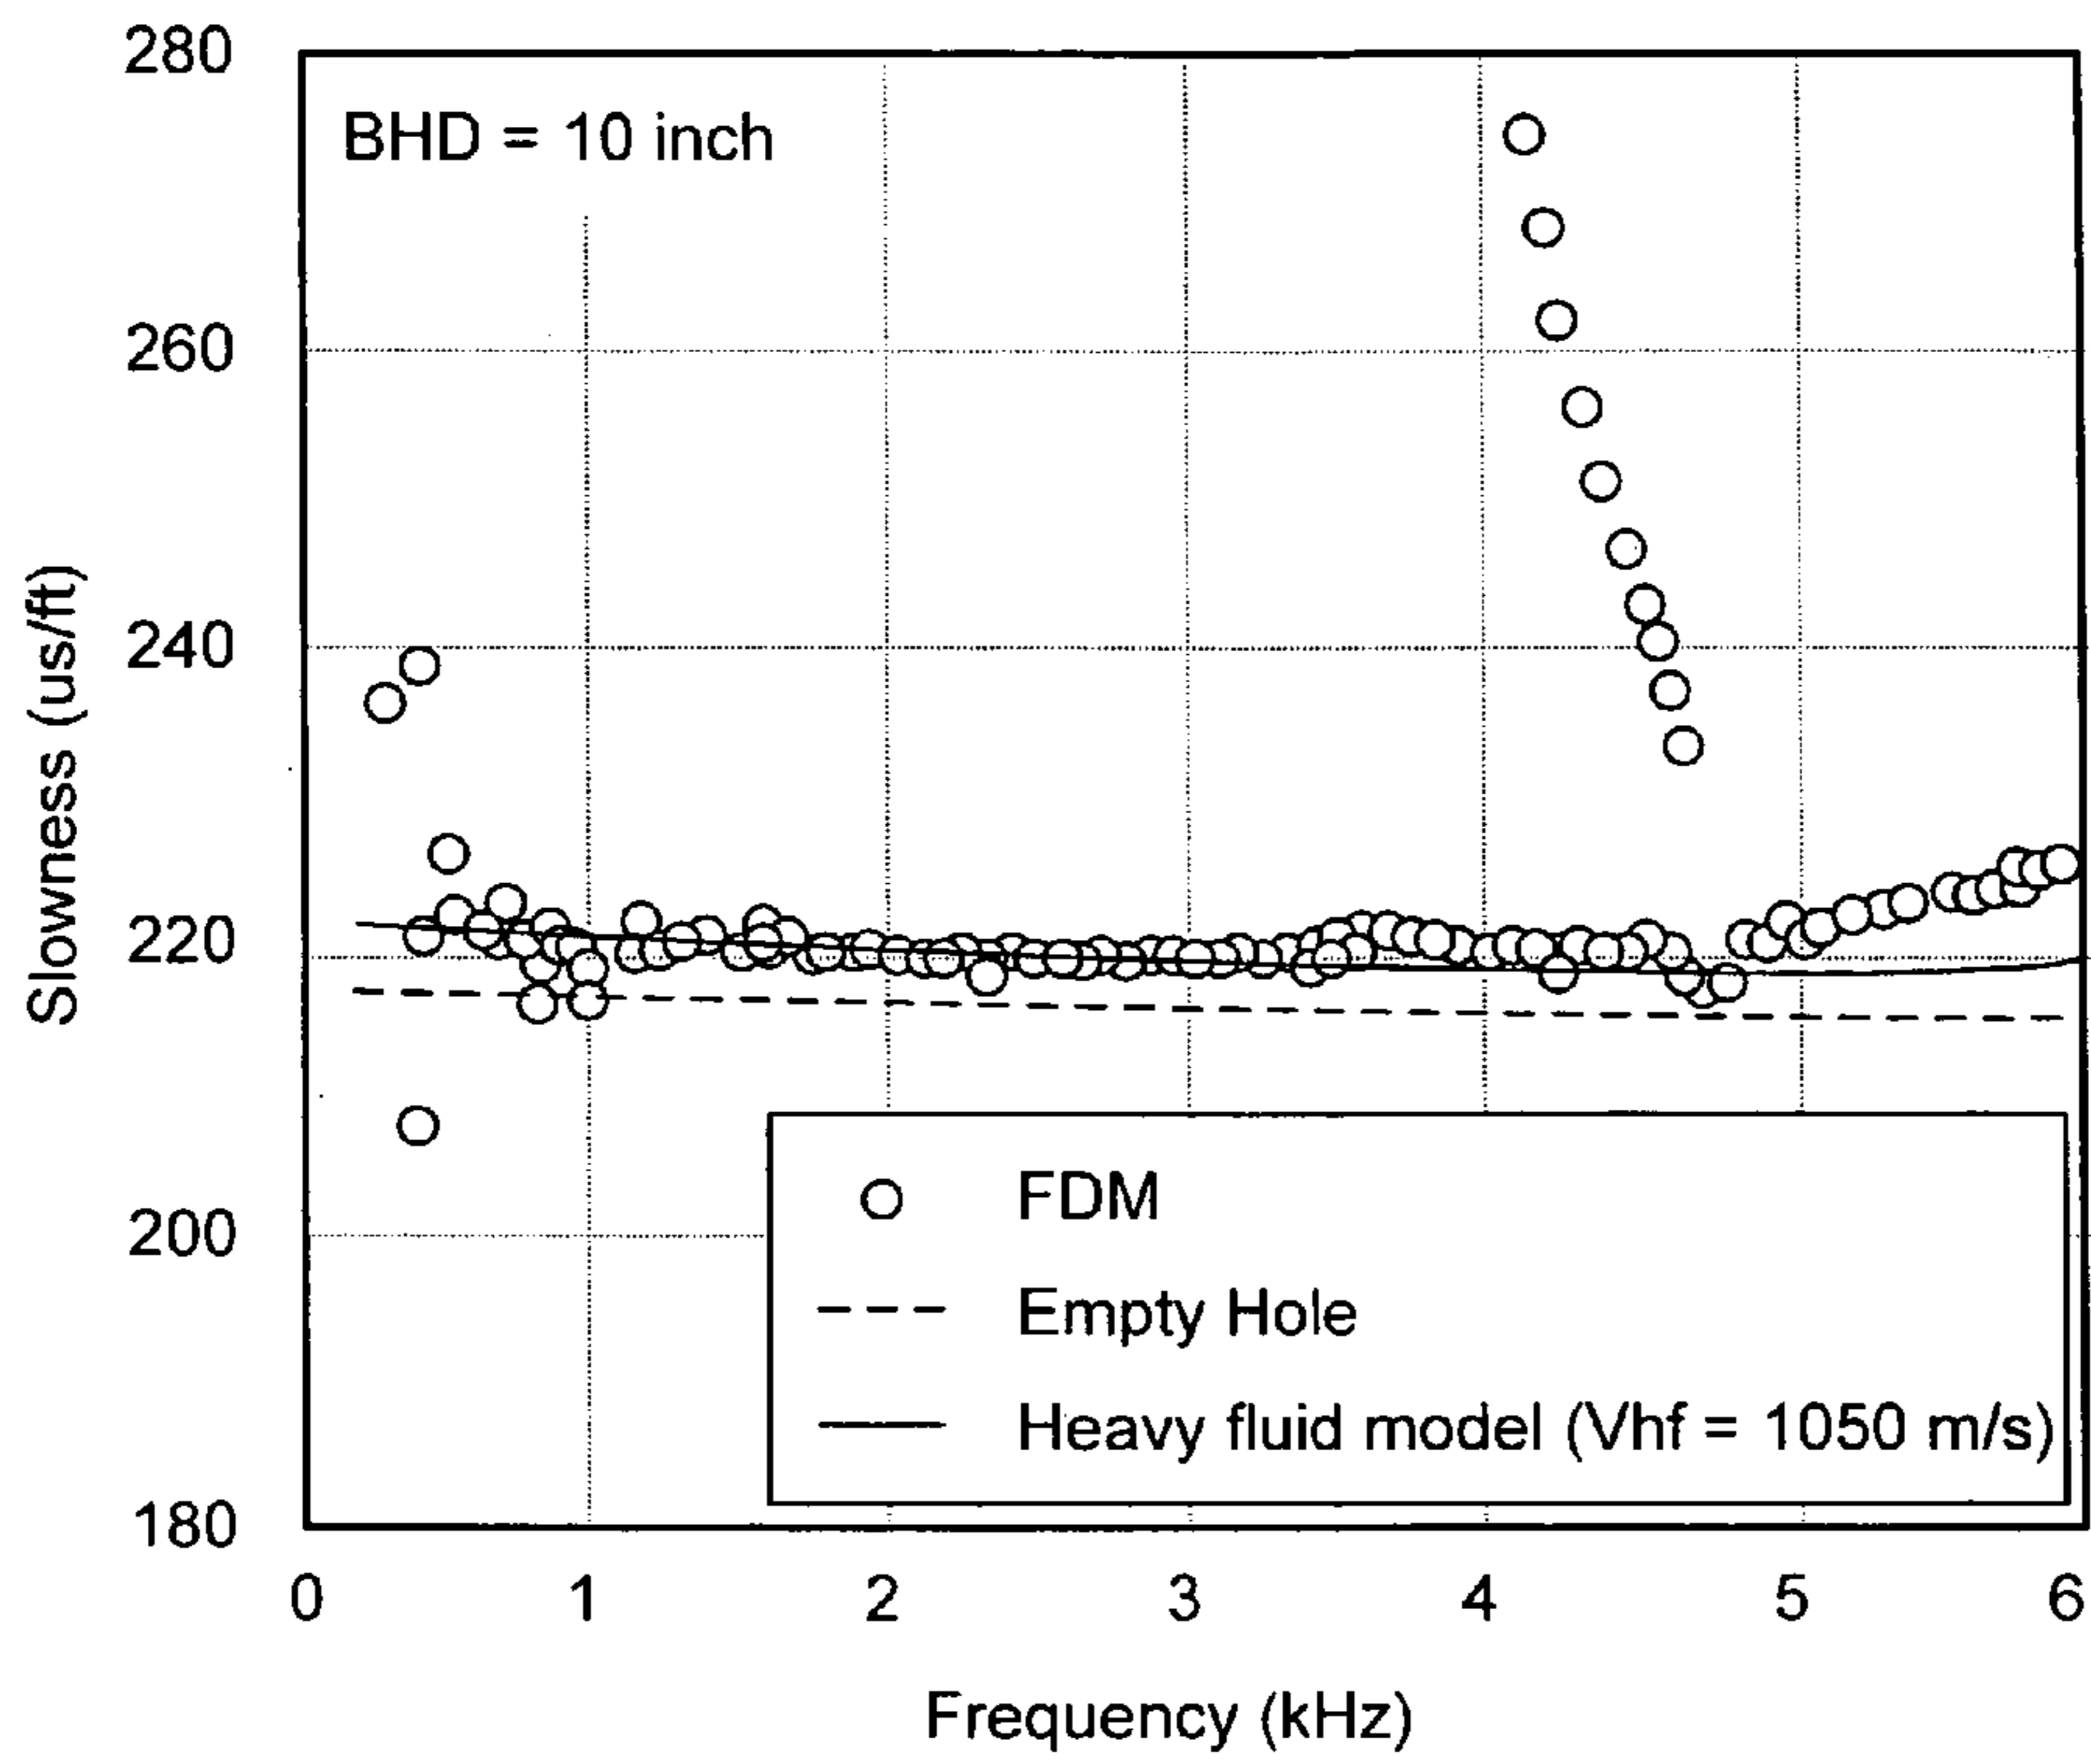 280
BHD = 10 inch
260
240
220
200
180
Slowness (us/ft)
FDM
Empty Hole
Heavy fluid model (Vhf = 1050 m/s)
0 1 2 3 4 5 6
Frequency (kHz)